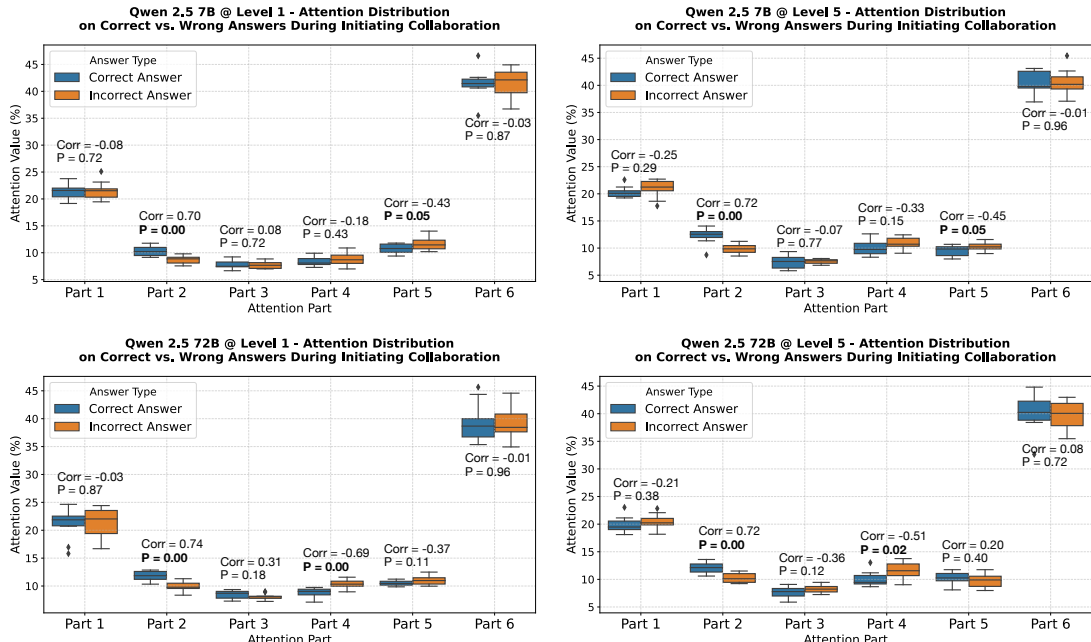 Qwen 2.5 7B @ Level 1 - Attention Distribution
on Correct vs. Wrong Answers During Initiating Collaboration
Attention Value (%)
45
40
35
30
25
20
15
10
5
Answer Type
Correct Answer
Incorrect Answer
Corr = -0.08
P = 0.72
Corr = 0.70
P = 0.00
Corr = 0.08
P = 0.72
Corr = -0.18
P = 0.43
Corr = -0.43
P = 0.05
Corr = -0.03
P = 0.87
Part 1
Part 2
Part 3
Part 4
Part 5
Part 6
Attention Part
Qwen 2.5 7B @ Level 5 - Attention Distribution
on Correct vs. Wrong Answers During Initiating Collaboration
Attention Value (%)
45
40
35
30
25
20
15
10
5
Answer Type
Correct Answer
Incorrect Answer
Corr = -0.25
P = 0.29
Corr = 0.72
P = 0.00
Corr = -0.07
P = 0.77
Corr = -0.33
P = 0.15
Corr = -0.45
P = 0.05
Corr = -0.01
P = 0.96
Part 1
Part 2
Part 3
Part 4
Part 5
Part 6
Attention Part
Qwen 2.5 72B @ Level 1 - Attention Distribution
on Correct vs. Wrong Answers During Initiating Collaboration
Attention Value (%)
45
40
35
30
25
20
15
10
Answer Type
Correct Answer
Incorrect Answer
Corr = -0.03
P = 0.87
Corr = 0.74
P = 0.00
Corr = 0.31
P = 0.18
Corr = -0.69
P = 0.00
Corr = -0.37
P = 0.11
Corr = -0.01
P = 0.96
Part 1
Part 2
Part 3
Part 4
Part 5
Part 6
Attention Part
Qwen 2.5 72B @ Level 5 - Attention Distribution
on Correct vs. Wrong Answers During Initiating Collaboration
Attention Value (%)
45
40
35
30
25
20
15
10
5
Answer Type
Correct Answer
Incorrect Answer
Corr = -0.21
P = 0.38
Corr = 0.72
P = 0.00
Corr = -0.36
P = 0.12
Corr = -0.51
P = 0.02
Corr = 0.20
P = 0.40
Corr = 0.08
P = 0.72
Part 1
Part 2
Part 3
Part 4
Part 5
Part 6
Attention Part